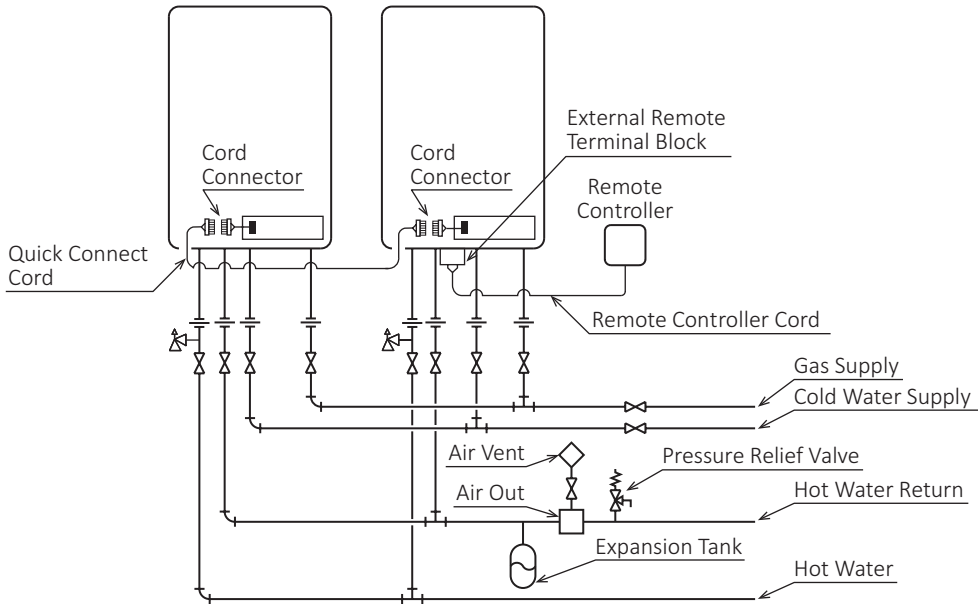 External Remote
Terminal Block
Cord
Connector
Cord
Connector
Remote
Controller
Quick Connect
Cord
Remote Controller Cord
Gas Supply
Cold Water Supply
Air Vent
Pressure Relief Valve
Air Out
Hot Water Return
Expansion Tank
Hot Water